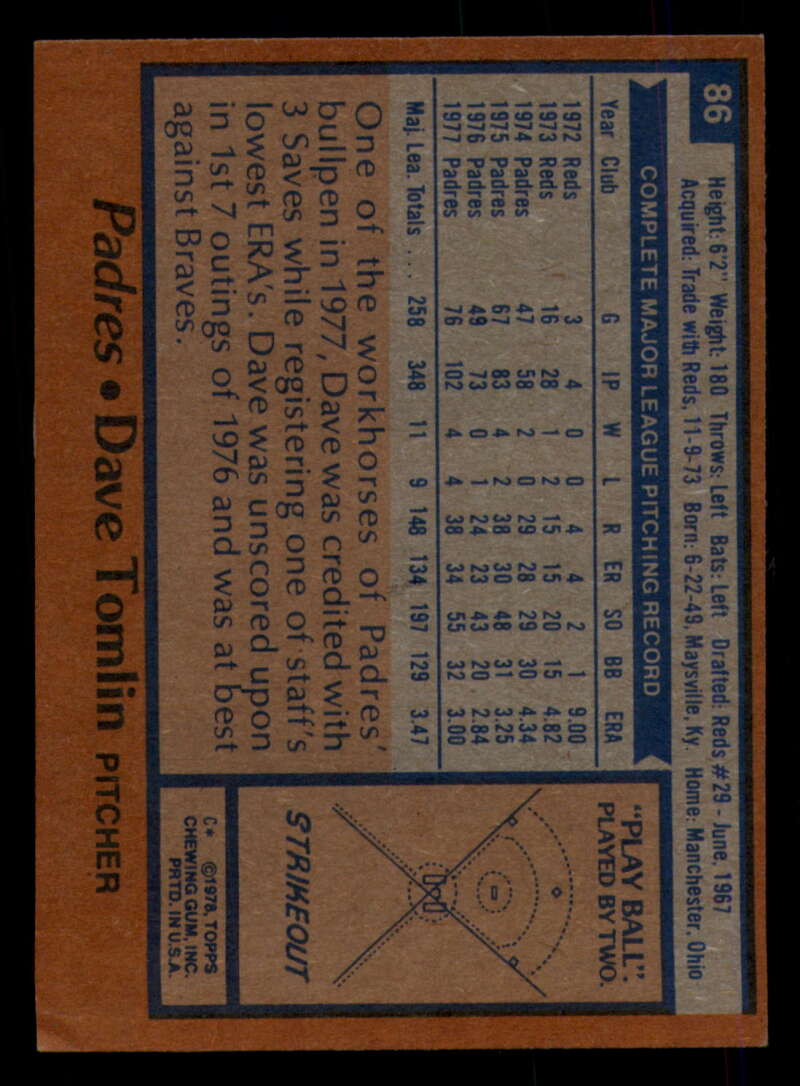 86
Height: 6'2" Weight: 180 Throws: Left Bats: Left Drafted: Reds #29 - June, 1967
Acquired: Trade with Reds, 11-9-73 Born: 6-22-49, Maysville, Ky. Home: Manchester, Ohio
COMPLETE MAJOR LEAGUE PITCHING RECORD
Year Club G IP W L R ER SO BB ERA
1972 Reds 3 4 0 0 4 4 2 1 9.00
1973 Reds 16 28 1 2 15 15 20 15 4.82
1974 Padres 47 58 2 0 29 28 29 30 4.34
1975 Padres 67 83 4 2 38 30 48 31 3.25
1976 Padres 49 73 0 1 24 23 43 20 2.84
1977 Padres 76 102 4 4 38 34 55 32 3.00
Maj. Lea. Totals ... 258 348 11 9 148 134 197 129 3.47
One of the workhorses of Padres'
bullpen in 1977, Dave was credited with
3 Saves while registering one of staff's
lowest ERA's. Dave was unscored upon
in 1st 7 outings of 1976 and was at best
against Braves.
"PLAY BALL":
PLAYED BY TWO.
STRIKEOUT
C* ©1978, TOPPS
CHEWING GUM, INC.
PRTD. IN U.S.A.
Padres • Dave Tomlin PITCHER